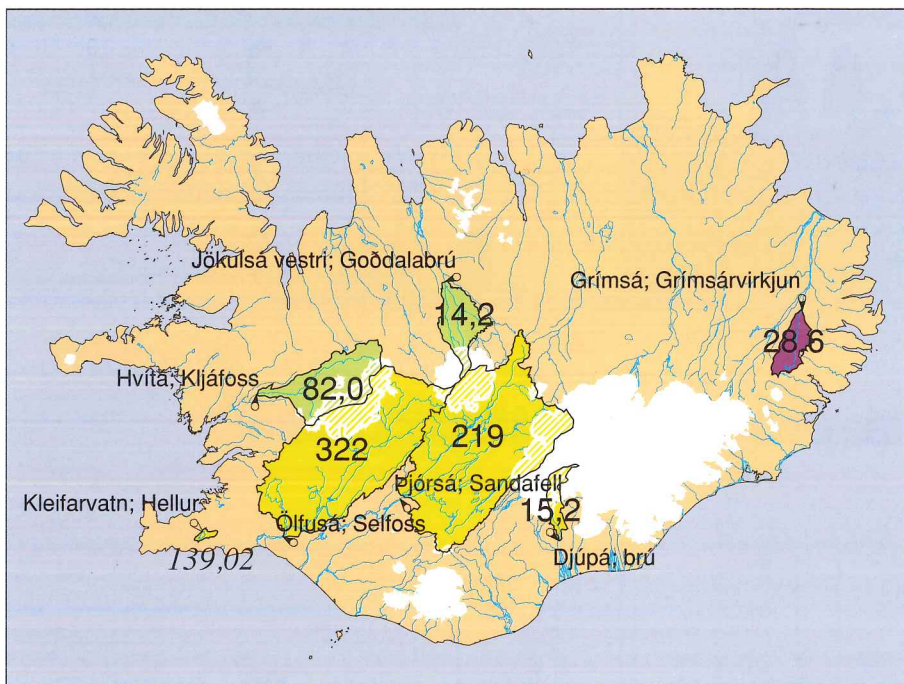 Jökulsá vestri; Goðdalabrú
14,2
Grímsá; Grímsárvirkjun
28,6
Hvítá; Kljáfoss
82,0
322
219
Þjórsá; Sandafell
Kleifarvatn; Hellur
Ölfusá; Selfoss
15,2
139,02
Djúpá; brú